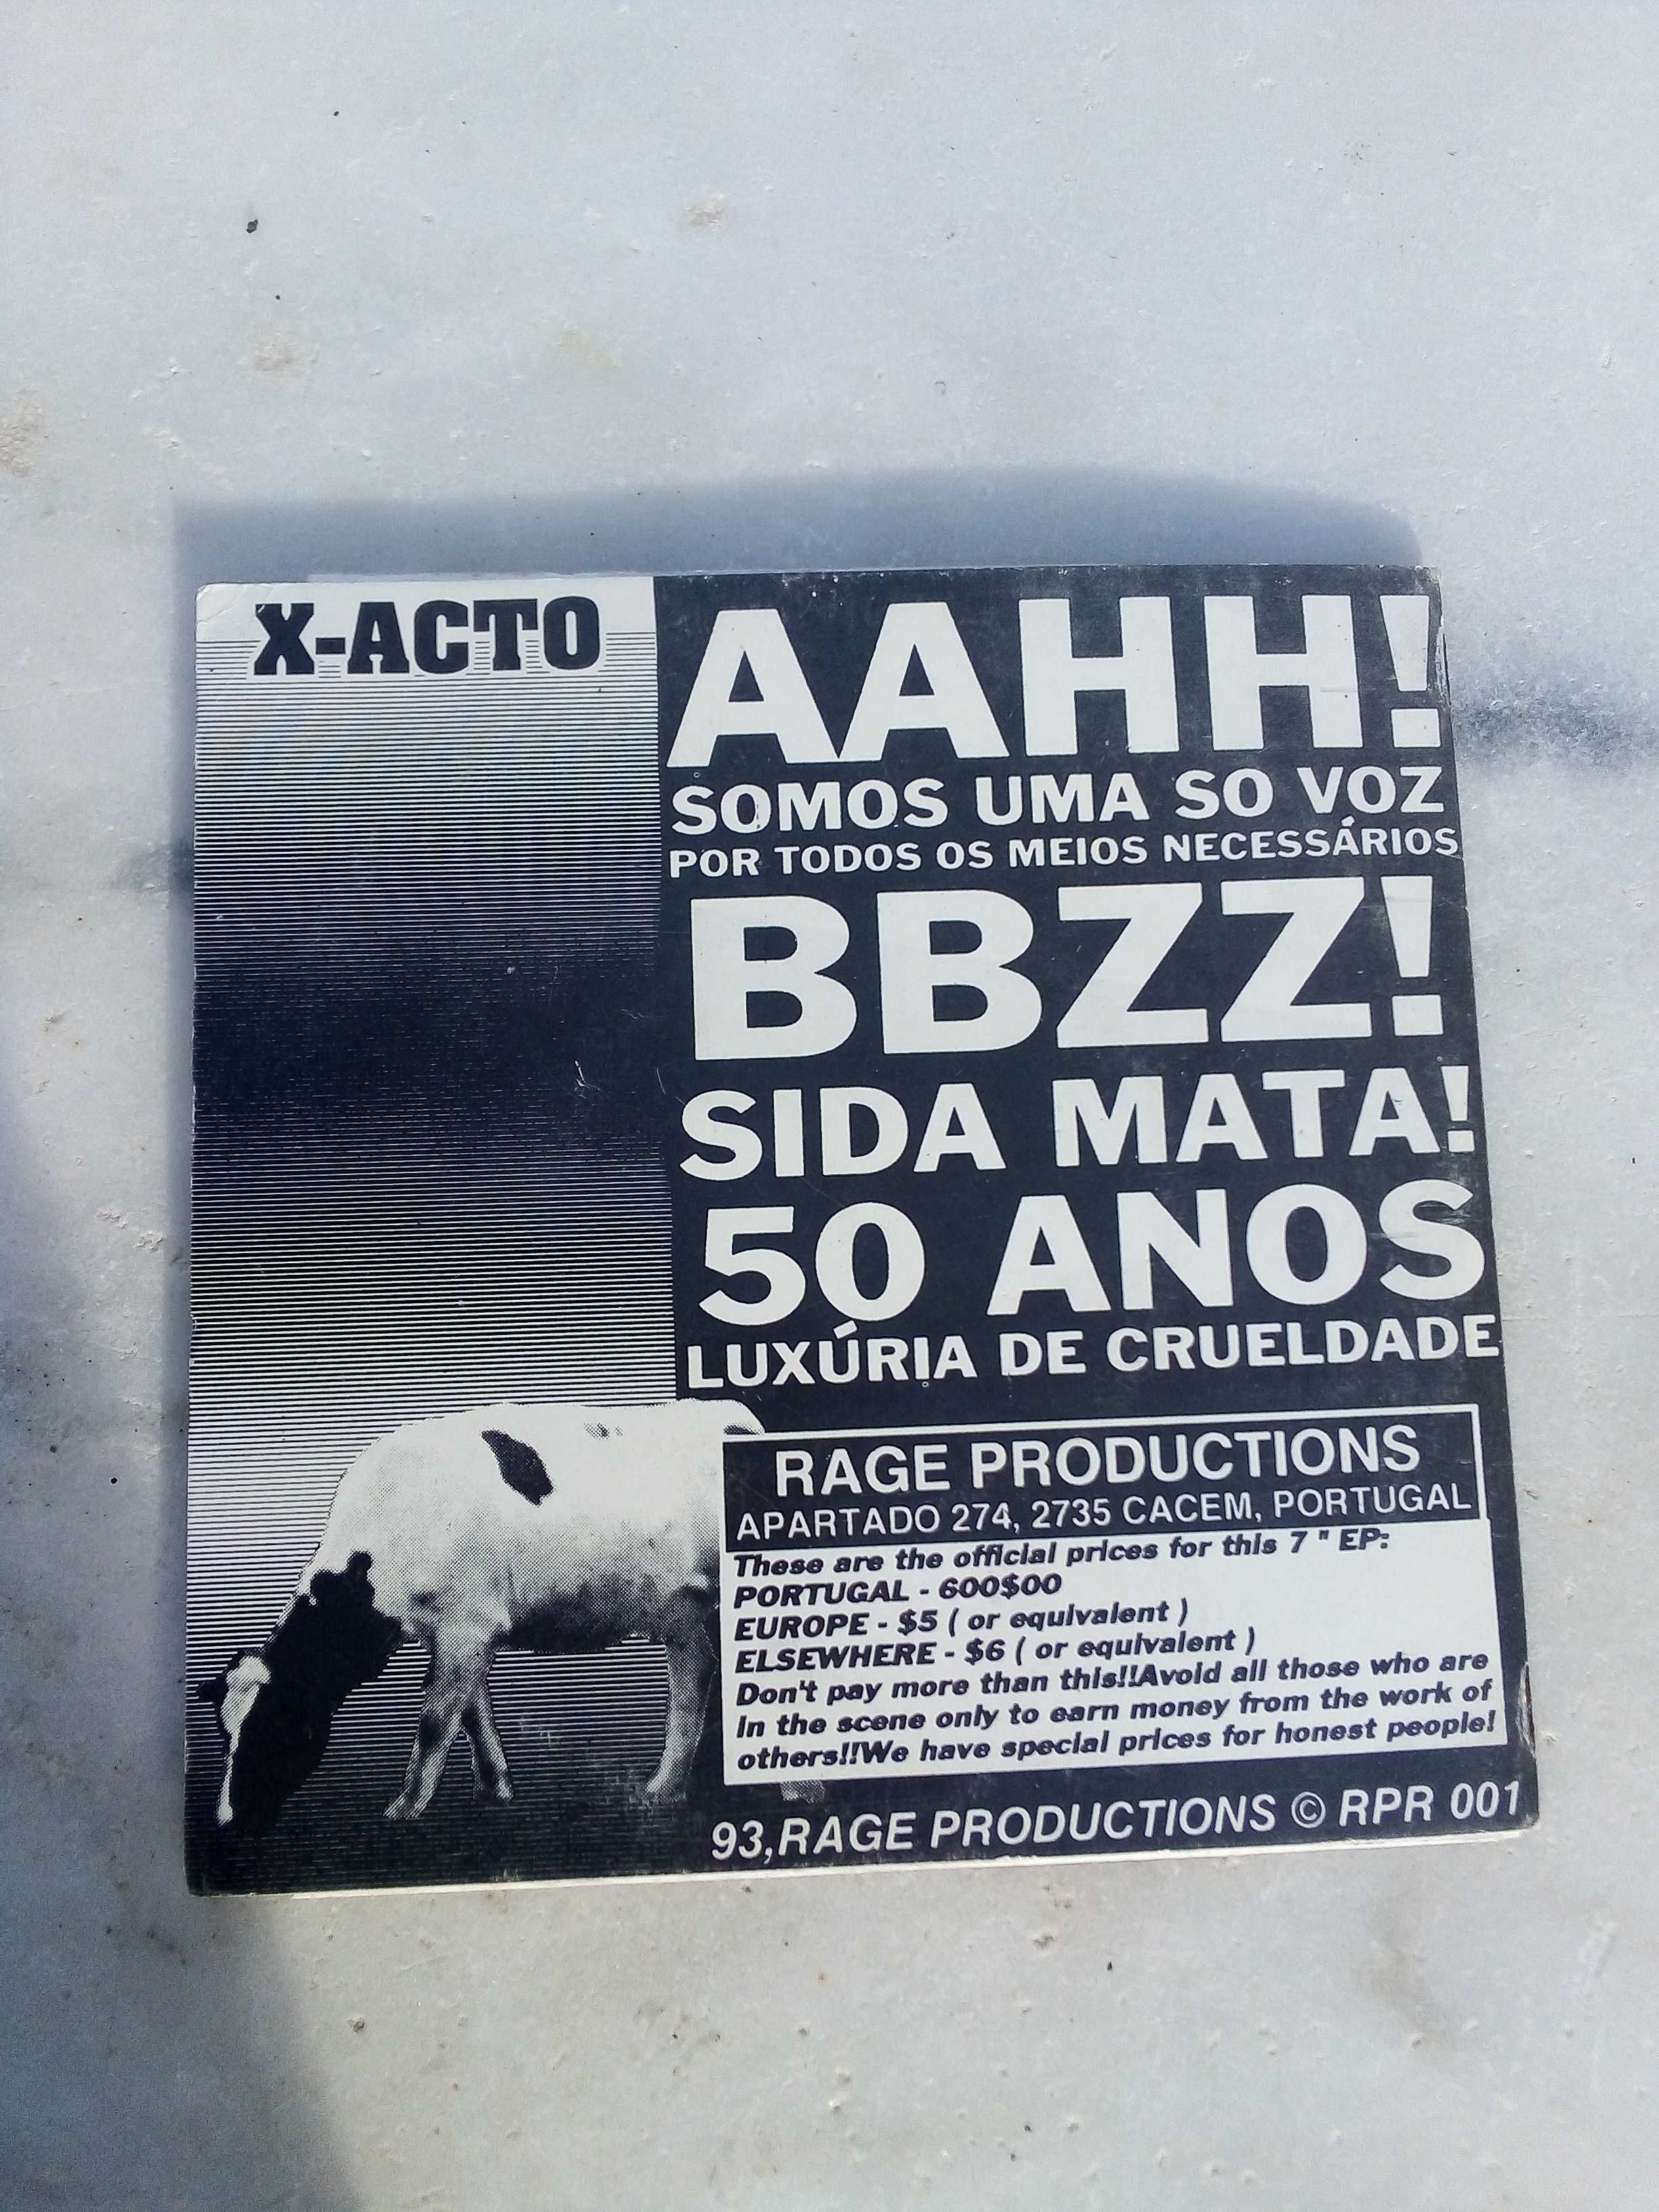 X-ACTO
AAHH!
SOMOS UMA SO VOZ
POR TODOS OS MEIOS NECESSÁRIOS
BBZZ!
SIDA MATA!
50 ANOS
LUXÚRIA DE CRUELDADE
RAGE PRODUCTIONS
APARTADO 274, 2735 CACEM, PORTUGAL
These are the official prices for this 7 " EP:
PORTUGAL - 600$00
EUROPE - $5 ( or equivalent )
ELSEWHERE - $6 ( or equivalent )
Don't pay more than this!!Avoid all those who are
in the scene only to earn money from the work of
others!!We have special prices for honest people!
93,RAGE PRODUCTIONS © RPR 001